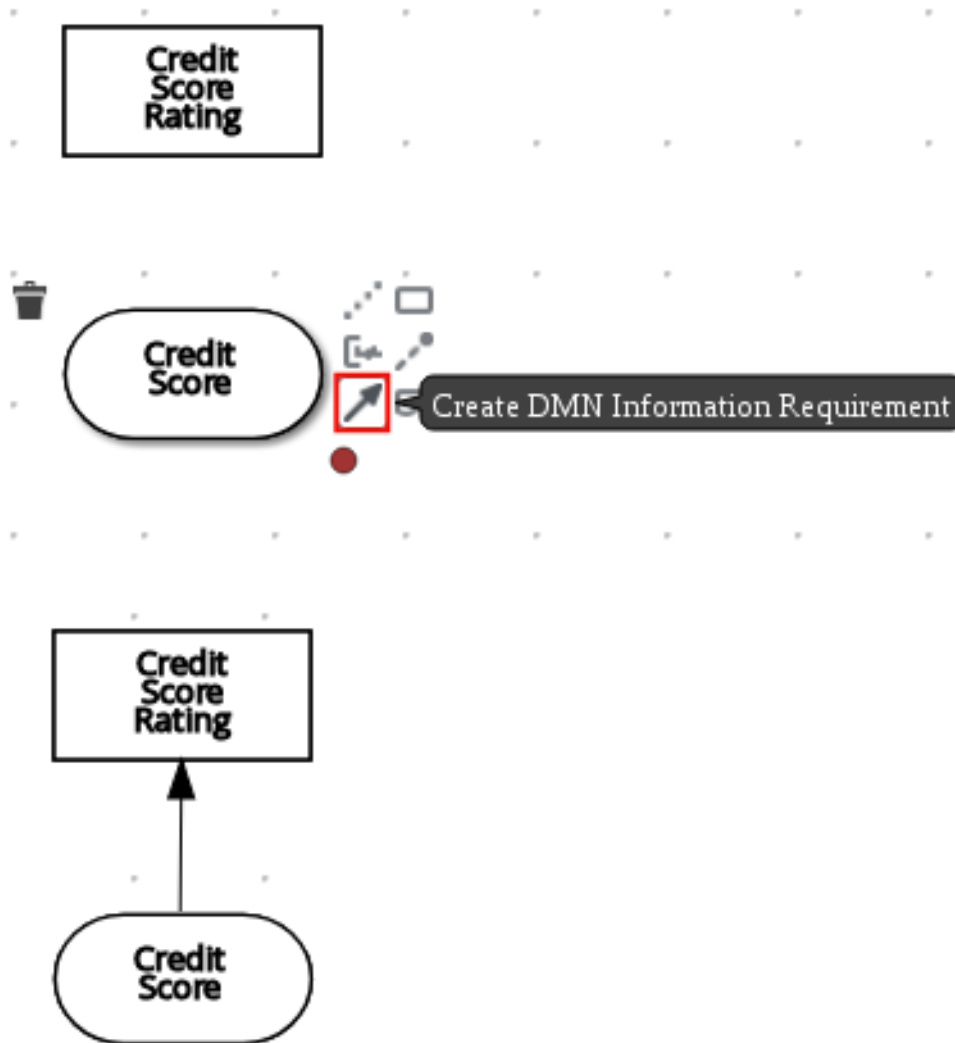 Credit
Score
Rating
Credit
Score
Create DMN Information Requirement
Credit
Score
Rating
Credit
Score